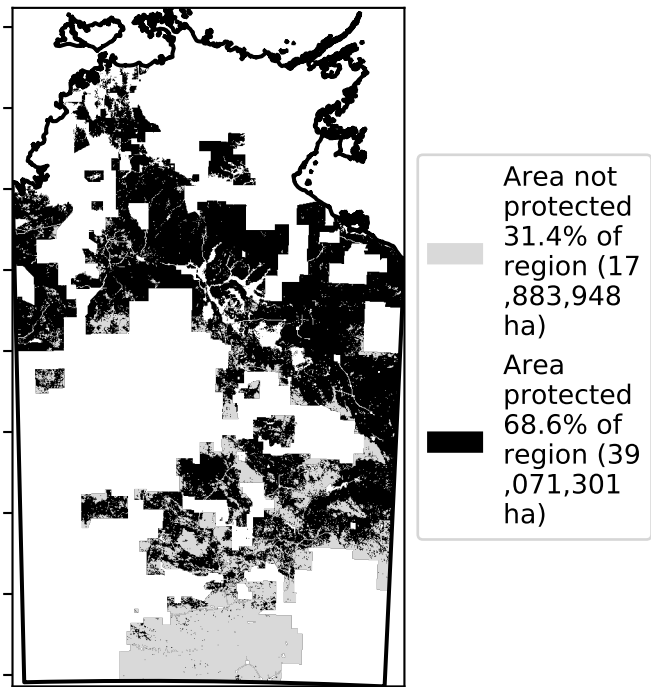 Area not
protected
31.4% of
region (17
,883,948
ha)
Area
protected
68.6% of
region (39
,071,301
ha)